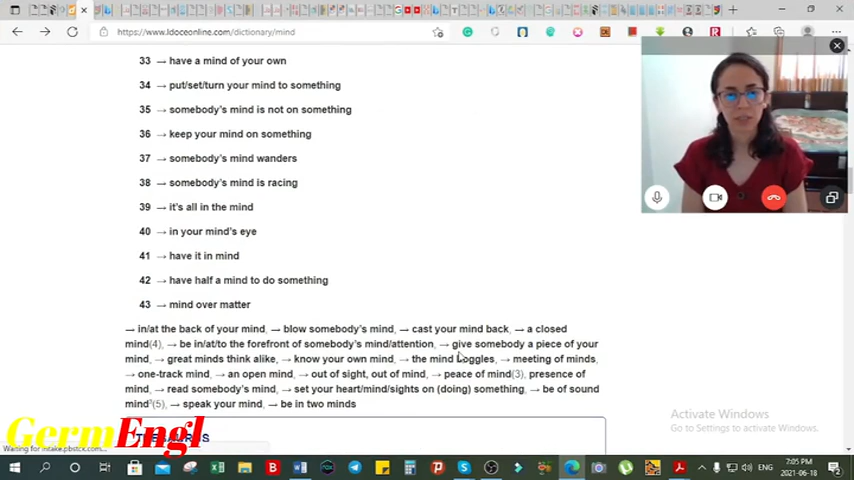 https://www.ldoceonline.com/dictionary/mind
33 → have a mind of your own
34 → put/set/turn your mind to something
35 → somebody's mind is not on something
36 → keep your mind on something
37 → somebody's mind wanders
38 → somebody's mind is racing
39 → it's all in the mind
40 → in your mind's eye
41 → have it in mind
42 → have half a mind to do something
43 → mind over matter
→ in/at the back of your mind, → blow somebody's mind, → cast your mind back, → a closed
mind(4), → be in/at/to the forefront of somebody's mind/attention, → give somebody a piece of your
mind, → great minds think alike, → know your own mind, → the mind boggles, → meeting of minds,
→ one-track mind, → an open mind, → out of sight, out of mind, → peace of mind(3), presence of
mind, → read somebody's mind, → set your heart/mind/sights on (doing) something, → be of sound
mind³(5), → speak your mind, → be in two minds
Activate Windows
Go to Settings to activate Windows.
GermEngl
THESAURUS
Waiting for intake.pbstck.com...
ENG
7:05 PM
2021-06-18
2